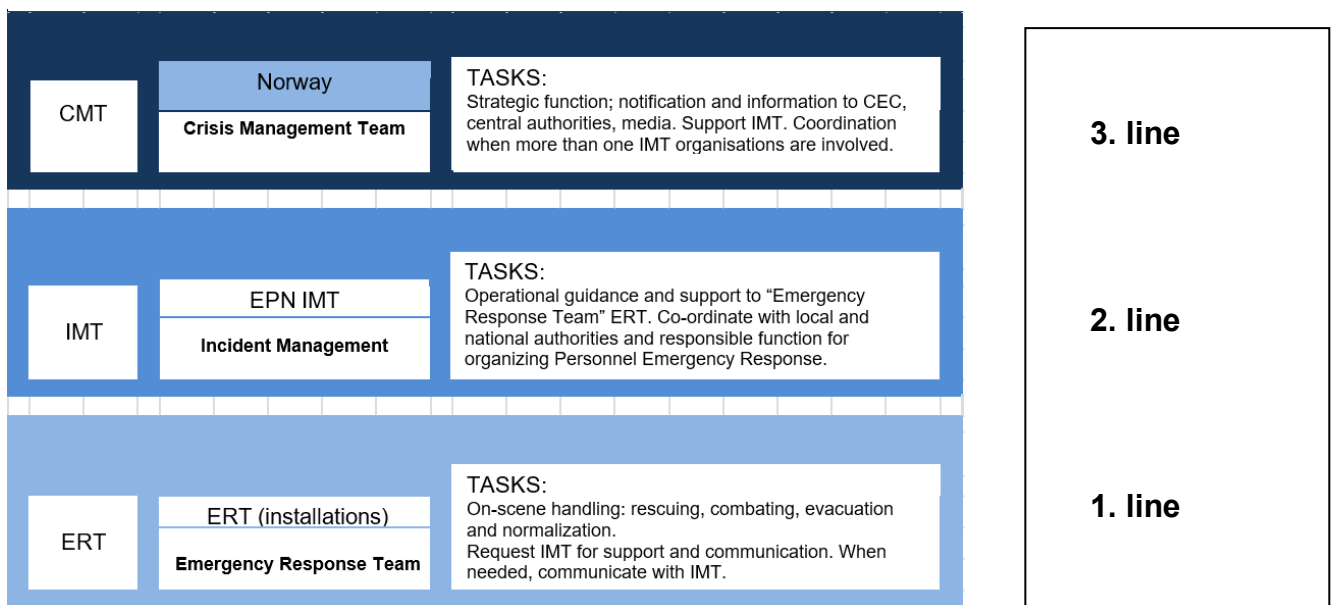 CMT
Norway
Crisis Management Team
TASKS:
Strategic function; notification and information to CEC,
central authorities, media. Support IMT. Coordination
when more than one IMT organisations are involved.
3. line
IMT
EPN IMT
Incident Management
TASKS:
Operational guidance and support to “Emergency
Response Team” ERT. Co-ordinate with local and
national authorities and responsible function for
organizing Personnel Emergency Response.
2. line
ERT
ERT (installations)
Emergency Response Team
TASKS:
On-scene handling: rescuing, combating, evacuation
and normalization.
Request IMT for support and communication. When
needed, communicate with IMT.
1. line